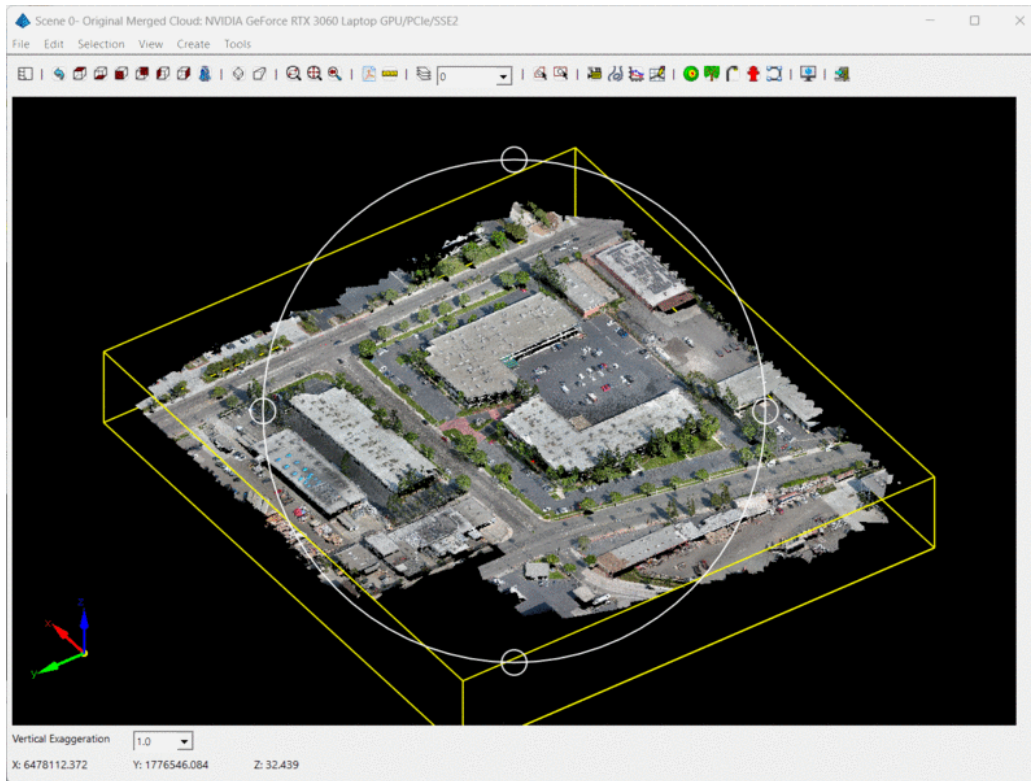 Scene 0- Original Merged Cloud: NVIDIA GeForce RTX 3060 Laptop GPU/PCIe/SSE2
File Edit Selection View Create Tools
0
z
x
y
Vertical Exaggeration 1.0
X: 6478112.372 Y: 1776546.084 Z: 32.439